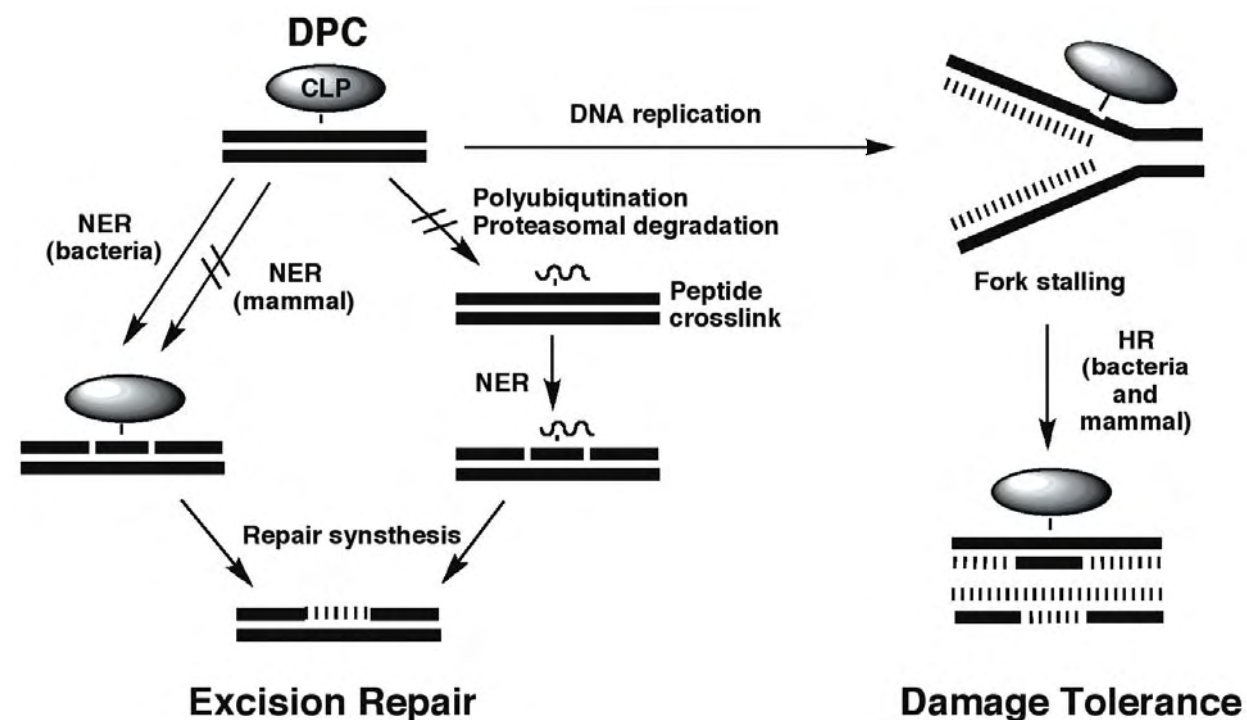 DPC
CLP
DNA replication
NER
(bacteria)
NER
(mammal)
Polyubiqutination
Proteasomal degradation
Peptide
crosslink
NER
Repair synsthesis
Excision Repair
Fork stalling
HR
(bacteria
and
mammal)
Damage Tolerance